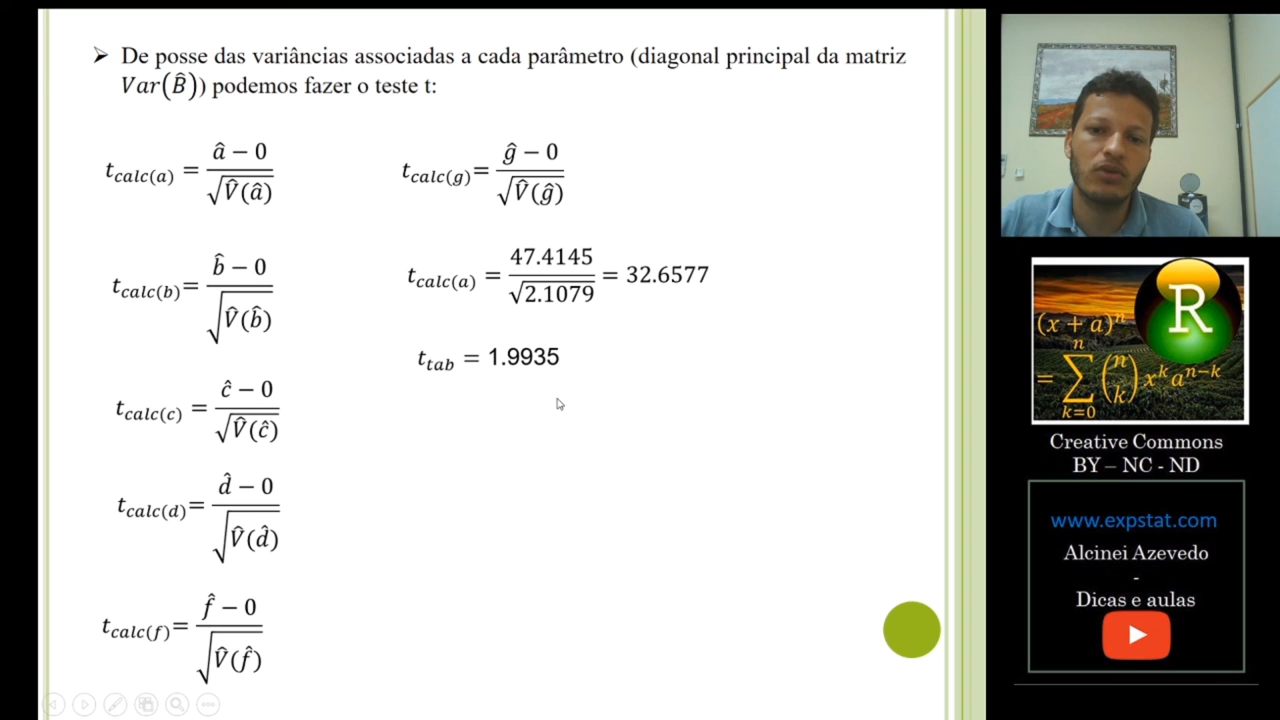 ➢ De posse das variâncias associadas a cada parâmetro (diagonal principal da matriz
Var(B̂)) podemos fazer o teste t:
t_calc(a) = (â − 0) / √V̂(â)
t_calc(g) = (ĝ − 0) / √V̂(ĝ)
t_calc(b) = (b̂ − 0) / √V̂(b̂)
t_calc(a) = 47.4145 / √2.1079 = 32.6577
t_tab = 1.9935
t_calc(c) = (ĉ − 0) / √V̂(ĉ)
t_calc(d) = (d̂ − 0) / √V̂(d̂)
t_calc(f) = (f̂ − 0) / √V̂(f̂)
R
(x + a)^n
= ∑_{k=0}^{n} (n k) x^k a^{n−k}
Creative Commons
BY – NC - ND
www.expstat.com
Alcinei Azevedo
-
Dicas e aulas